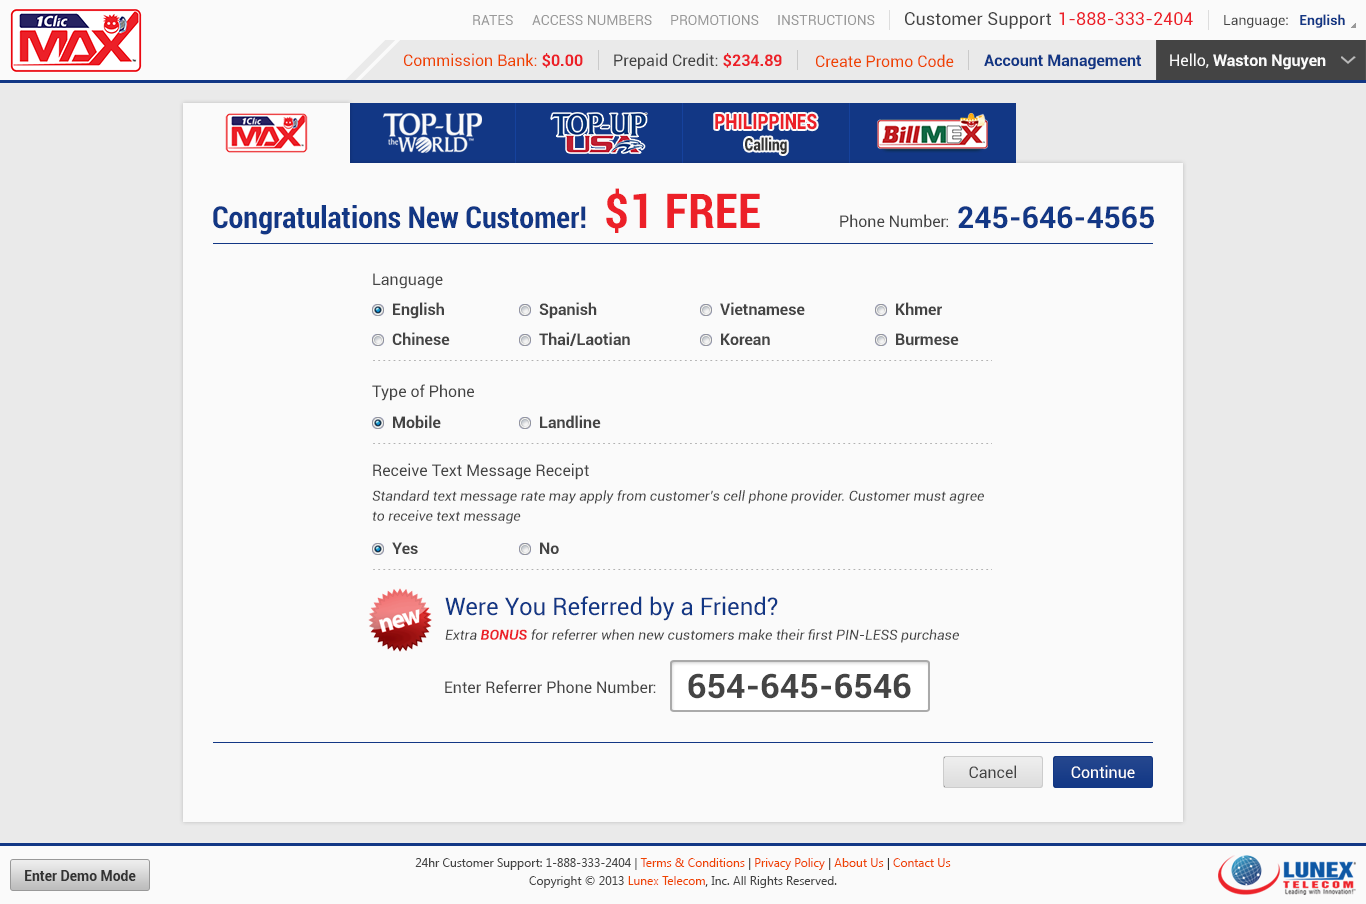 1Clic
MAX
RATES ACCESS NUMBERS PROMOTIONS INSTRUCTIONS Customer Support 1-888-333-2404 Language: English
Commission Bank: $0.00 Prepaid Credit: $234.89 Create Promo Code Account Management Hello, Waston Nguyen
1Clic
MAX
TOP-UP
the WORLD
TOP-UP
USA
PHILIPPINES
Calling
BillMEX
Congratulations New Customer! $1 FREE Phone Number: 245-646-4565
Language
English Spanish Vietnamese Khmer
Chinese Thai/Laotian Korean Burmese
Type of Phone
Mobile Landline
Receive Text Message Receipt
Standard text message rate may apply from customer's cell phone provider. Customer must agree
to receive text message
Yes No
new
Were You Referred by a Friend?
Extra BONUS for referrer when new customers make their first PIN-LESS purchase
Enter Referrer Phone Number: 654-645-6546
Cancel Continue
Enter Demo Mode
24hr Customer Support: 1-888-333-2404 | Terms & Conditions | Privacy Policy | About Us | Contact Us
Copyright © 2013 Lunex Telecom, Inc. All Rights Reserved.
LUNEX
TELECOM
Leading with Innovation!